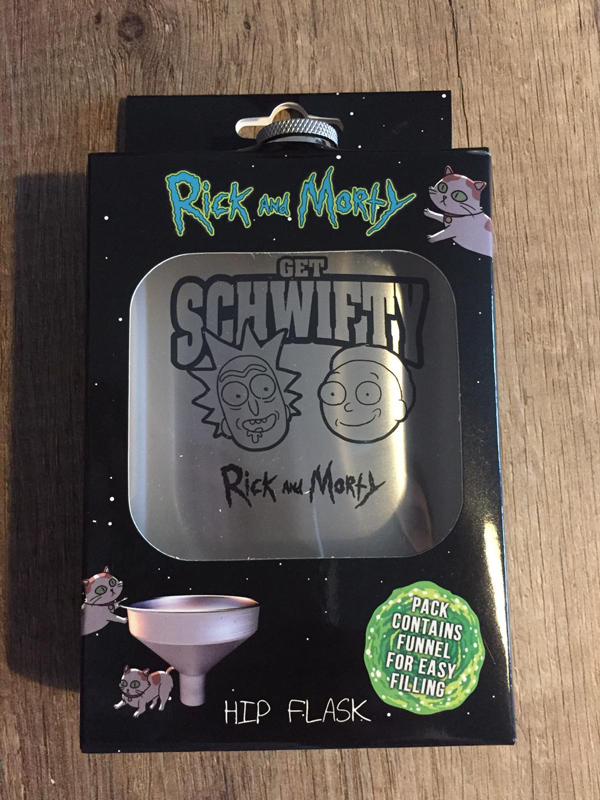 Rick and Morty
GET
SCHWIFTY
Rick and Morty
PACK
CONTAINS
FUNNEL
FOR EASY
FILLING
HIP FLASK